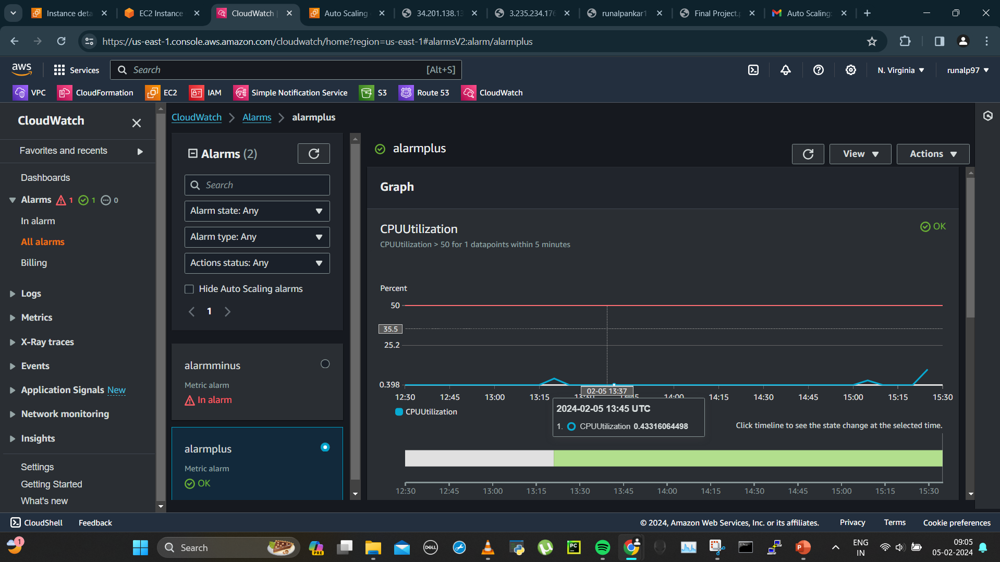 Instance deta
EC2 Instance
CloudWatch
Auto Scaling
34.201.138.13
3.235.234.176
runalpankar1
Final Project.
Auto Scaling
https://us-east-1.console.aws.amazon.com/cloudwatch/home?region=us-east-1#alarmsV2:alarm/alarmplus
aws
Services
Search
[Alt+S]
N. Virginia
runalp97
VPC
CloudFormation
EC2
IAM
Simple Notification Service
S3
Route 53
CloudWatch
CloudWatch
Favorites and recents
Dashboards
Alarms 1 1 0
In alarm
All alarms
Billing
Logs
Metrics
X-Ray traces
Events
Application Signals New
Network monitoring
Insights
Settings
Getting Started
What's new
CloudWatch
Alarms
alarmplus
Alarms (2)
Search
Alarm state: Any
Alarm type: Any
Actions status: Any
Hide Auto Scaling alarms
1
alarmminus
Metric alarm
In alarm
alarmplus
Metric alarm
OK
alarmplus
View
Actions
Graph
CPUUtilization
OK
CPUUtilization > 50 for 1 datapoints within 5 minutes
Percent
50
35.5
25.2
0.398
02-05 13:37
12:30 12:45 13:00 13:15 14:00 14:15 14:30 14:45 15:00 15:15 15:30
CPUUtilization
2024-02-05 13:45 UTC
1. CPUUtilization 0.43316064498
Click timeline to see the state change at the selected time.
12:30 12:45 13:00 13:15 13:30 13:45 14:00 14:15 14:30 14:45 15:00 15:15 15:30
CloudShell
Feedback
© 2024, Amazon Web Services, Inc. or its affiliates.
Privacy
Terms
Cookie preferences
1
Search
PRE
DELL
PC
P
ENG
IN
09:05
05-02-2024